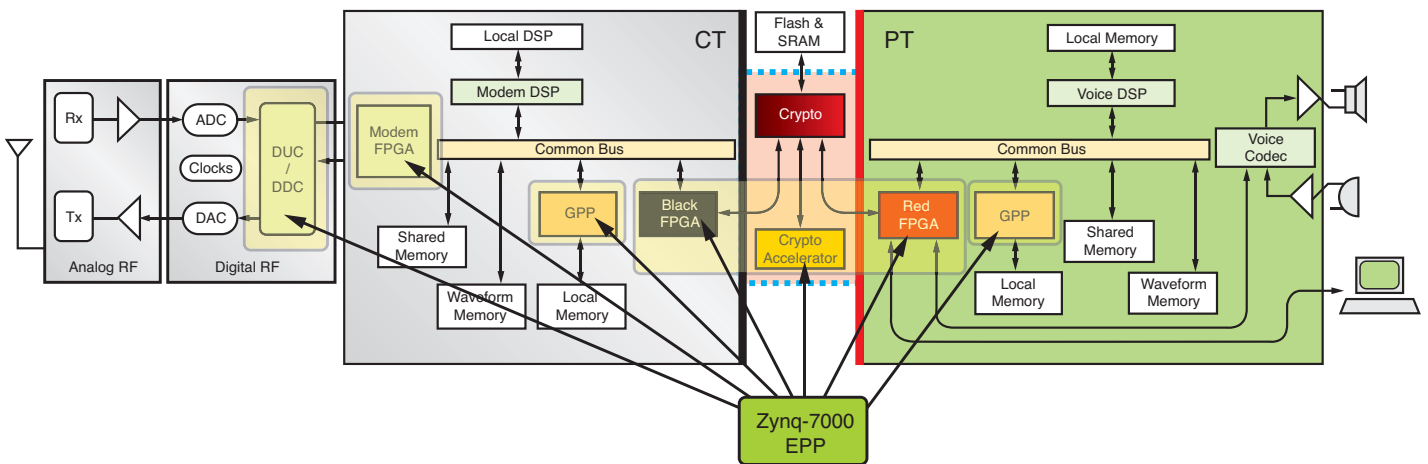 Rx
Tx
Analog RF
ADC
Clocks
DAC
DUC
/
DDC
Digital RF
CT
Local DSP
Modem DSP
Modem
FPGA
Common Bus
GPP
Black
FPGA
Shared
Memory
Waveform
Memory
Local
Memory
Flash &
SRAM
Crypto
Crypto
Accelerator
PT
Local Memory
Voice DSP
Common Bus
Red
FPGA
GPP
Local
Memory
Shared
Memory
Waveform
Memory
Voice
Codec
Zynq-7000
EPP